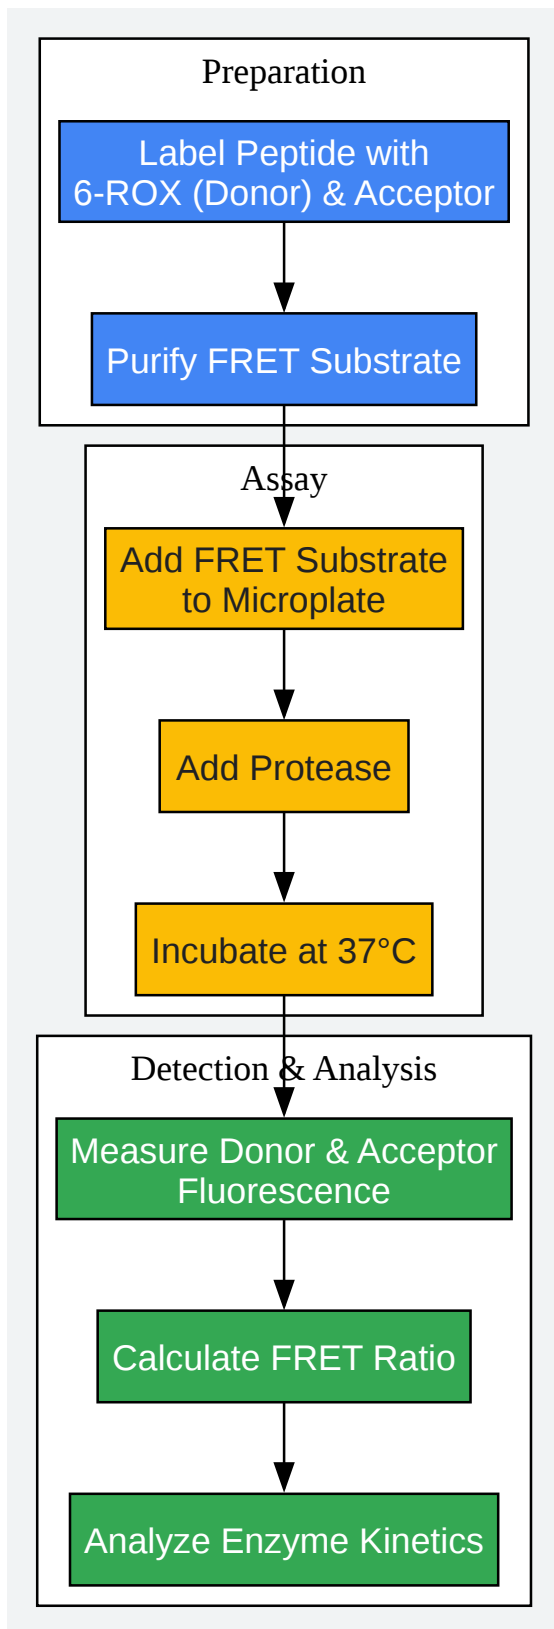 Preparation
Label Peptide with
6-ROX (Donor) & Acceptor
Purify FRET Substrate
Assay
Add FRET Substrate
to Microplate
Add Protease
Incubate at 37°C
Detection & Analysis
Measure Donor & Acceptor
Fluorescence
Calculate FRET Ratio
Analyze Enzyme Kinetics